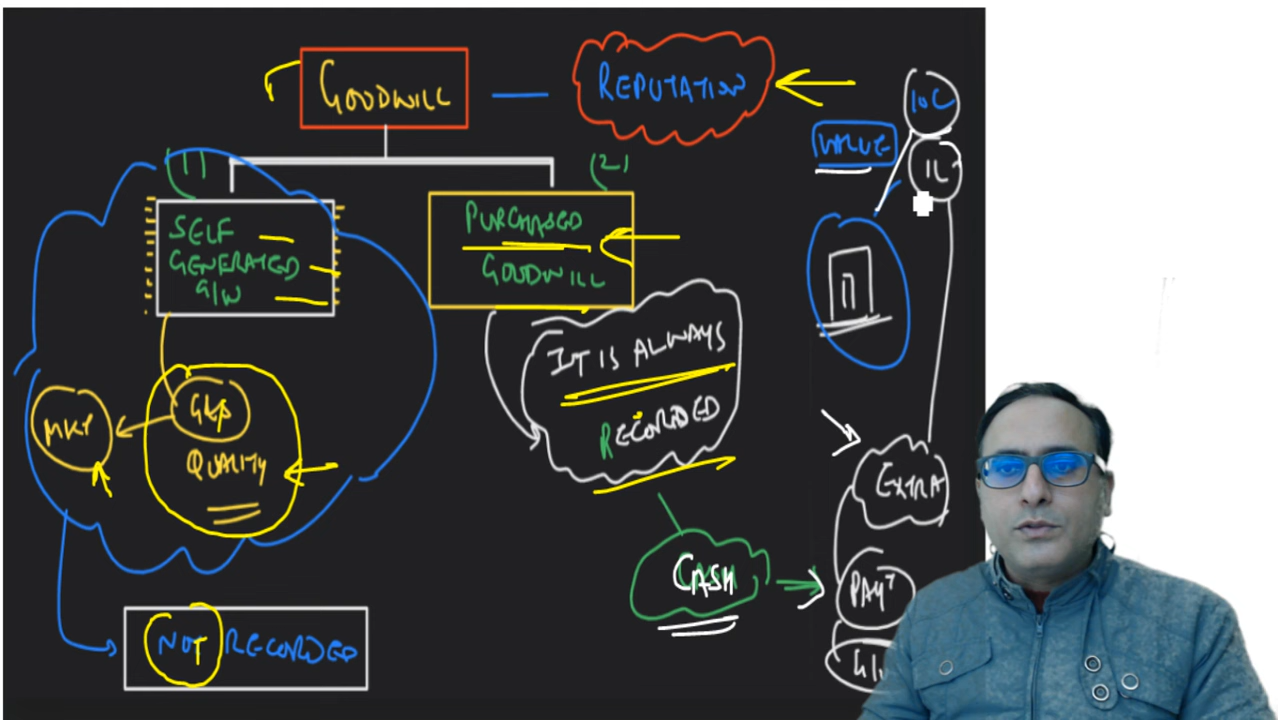 GOODWILL
REPUTATION
VALUE
10C
1L
(1)
(2)
SELF
GENERATED
G/W
PURCHASED
GOODWILL
IT IS ALWAYS
RECORDED
MKT
QUALITY
EXTRA
CASH
PAYT
G/W
NOT RECORDED